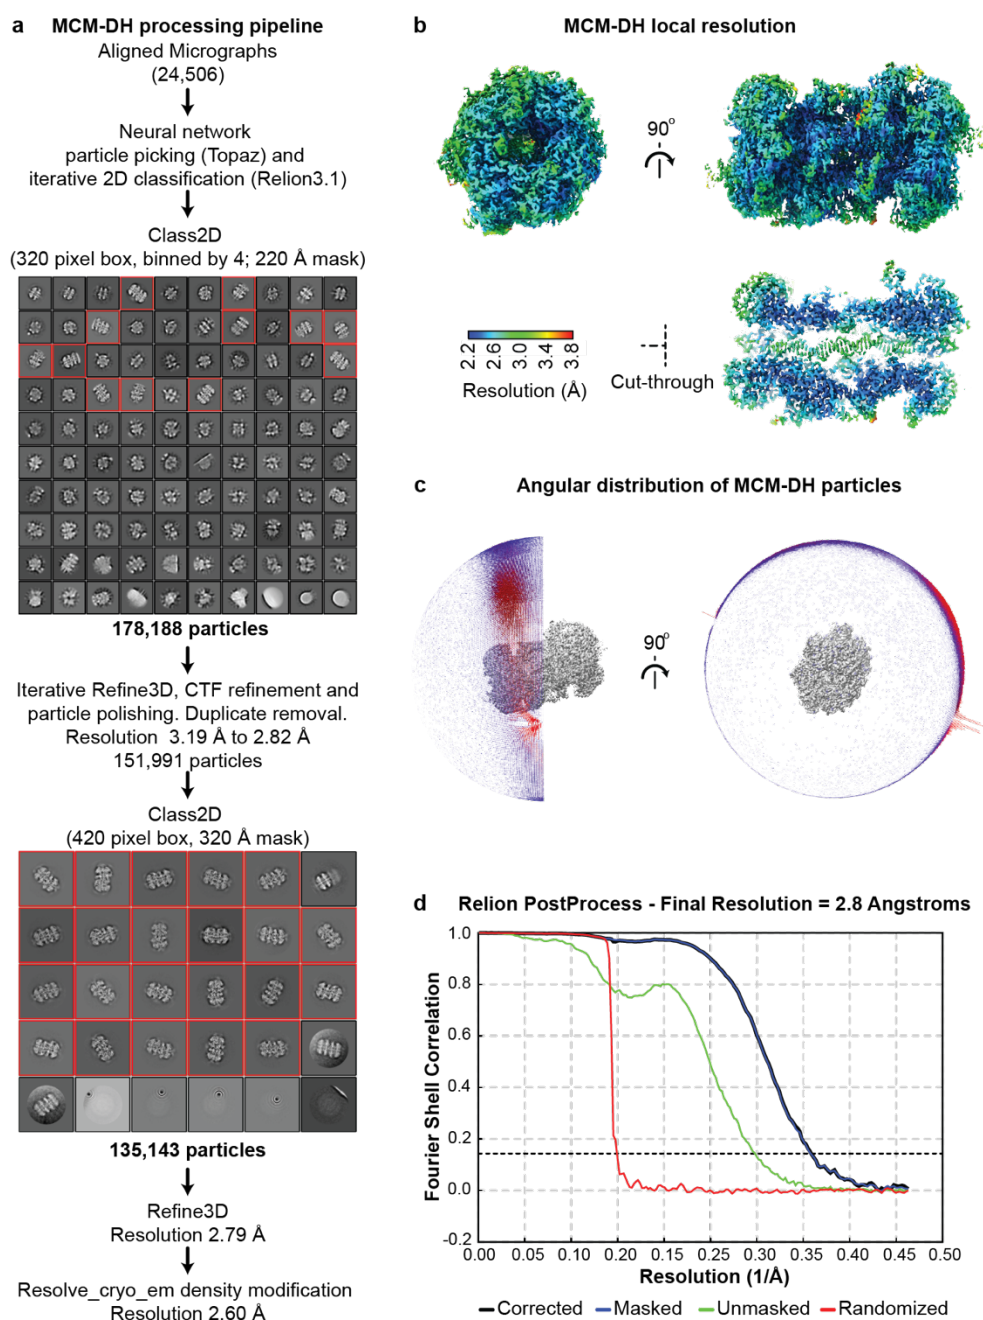 a MCM-DH processing pipeline
Aligned Micrographs
(24,506)
Neural network
particle picking (Topaz) and
iterative 2D classification (Relion3.1)
Class2D
(320 pixel box, binned by 4; 220 Å mask)
178,188 particles
Iterative Refine3D, CTF refinement and
particle polishing. Duplicate removal.
Resolution 3.19 Å to 2.82 Å
151,991 particles
Class2D
(420 pixel box, 320 Å mask)
135,143 particles
Refine3D
Resolution 2.79 Å
Resolve_cryo_em density modification
Resolution 2.60 Å
b MCM-DH local resolution
90°
2.2 2.6 3.0 3.4 3.8
Resolution (Å)
Cut-through
c Angular distribution of MCM-DH particles
90°
d Relion PostProcess - Final Resolution = 2.8 Angstroms
Fourier Shell Correlation
1.0
0.8
0.6
0.4
0.2
0.0
-0.2
0.00 0.05 0.10 0.10 0.20 0.25 0.30 0.35 0.40 0.45 0.50
Resolution (1/Å)
Corrected Masked Unmasked Randomized